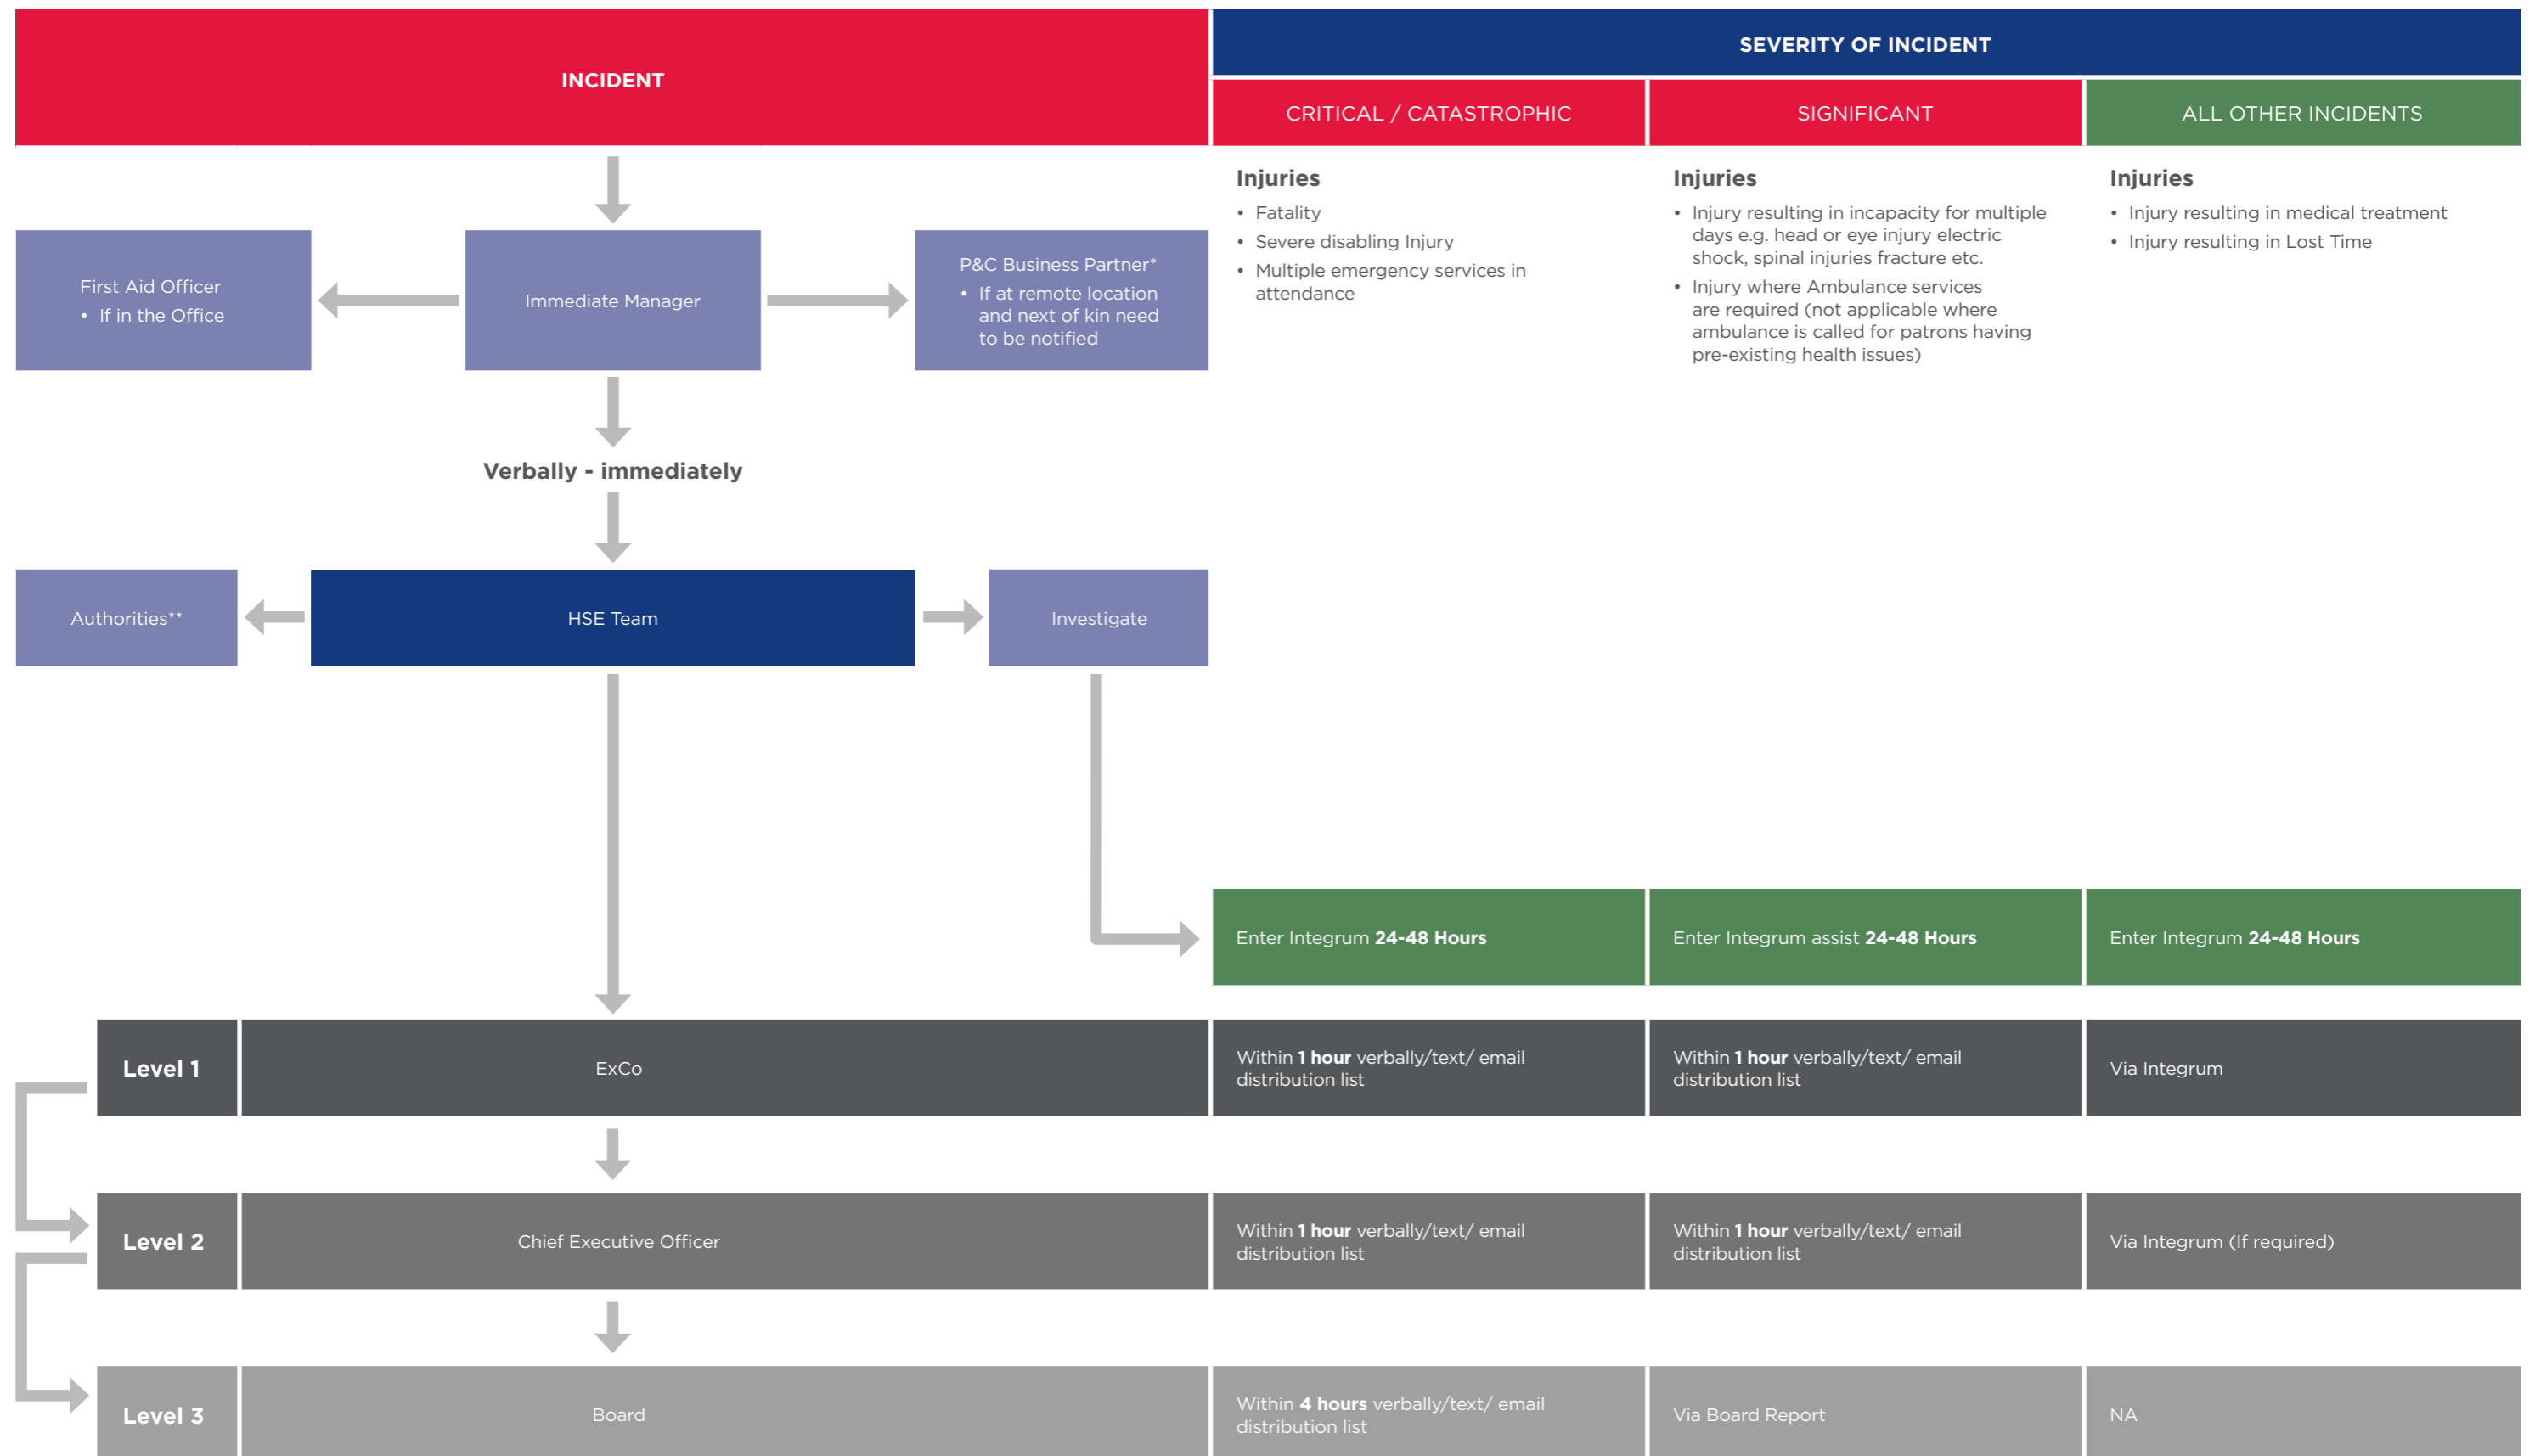 INCIDENT
SEVERITY OF INCIDENT
CRITICAL / CATASTROPHIC
SIGNIFICANT
ALL OTHER INCIDENTS
First Aid Officer
• If in the Office
Immediate Manager
P&C Business Partner*
• If at remote location
and next of kin need
to be notified
Injuries
• Fatality
• Severe disabling Injury
• Multiple emergency services in
attendance
Injuries
• Injury resulting in incapacity for multiple
days e.g. head or eye injury electric
shock, spinal injuries fracture etc.
• Injury where Ambulance services
are required (not applicable where
ambulance is called for patrons having
pre-existing health issues)
Injuries
• Injury resulting in medical treatment
• Injury resulting in Lost Time
Verbally - immediately
Authorities**
HSE Team
Investigate
Enter Integrum 24-48 Hours
Enter Integrum assist 24-48 Hours
Enter Integrum 24-48 Hours
Level 1
ExCo
Within 1 hour verbally/text/ email
distribution list
Within 1 hour verbally/text/ email
distribution list
Via Integrum
Level 2
Chief Executive Officer
Within 1 hour verbally/text/ email
distribution list
Within 1 hour verbally/text/ email
distribution list
Via Integrum (If required)
Level 3
Board
Within 4 hours verbally/text/ email
distribution list
Via Board Report
NA